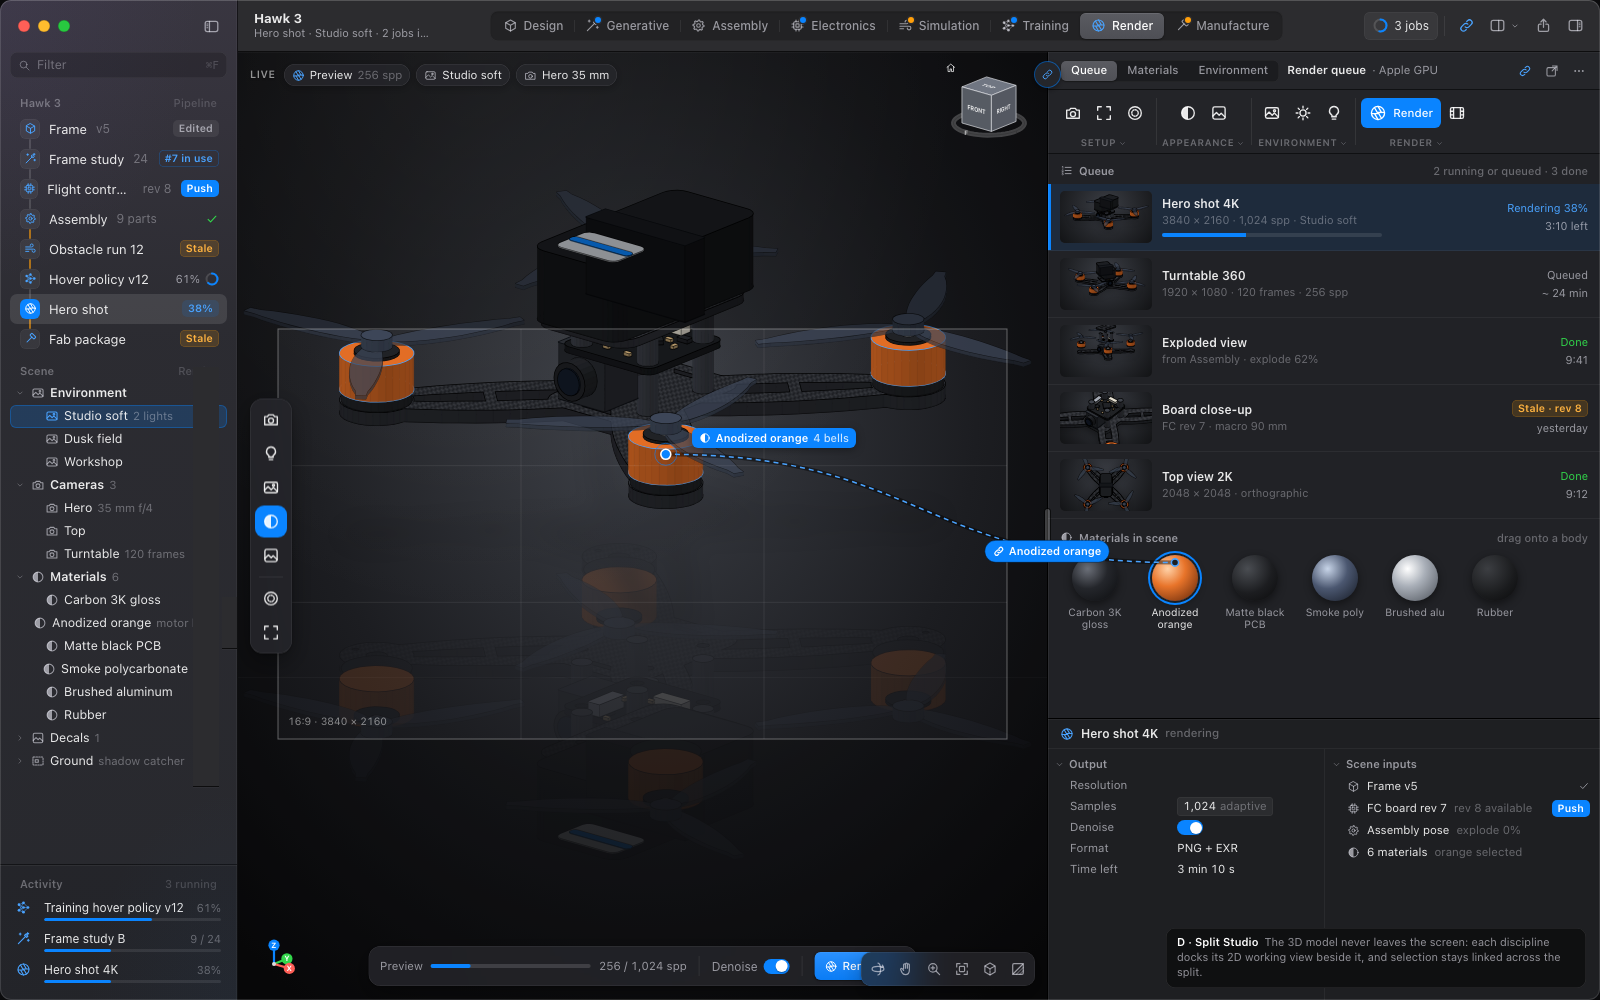 Hawk 3
Hero shot · Studio soft · 2 jobs i...
Design
Generative
Assembly
Electronics
Simulation
Training
Render
Manufacture
3 jobs
Filter
⌘F
Hawk 3
Pipeline
Frame v5
Edited
Frame study 24
#7 in use
Flight contr... rev 8
Push
Assembly 9 parts
Obstacle run 12
Stale
Hover policy v12
61%
Hero shot
38%
Fab package
Stale
Scene
Re
Environment
Studio soft 2 lights
Dusk field
Workshop
Cameras 3
Hero 35 mm f/4
Top
Turntable 120 frames
Materials 6
Carbon 3K gloss
Anodized orange motor
Matte black PCB
Smoke polycarbonate
Brushed aluminum
Rubber
Decals 1
Ground shadow catcher
Activity
3 running
Training hover policy v12 61%
Frame study B 9 / 24
Hero shot 4K 38%
LIVE
Preview 256 spp
Studio soft
Hero 35 mm
FRONT
RIGHT
Anodized orange 4 bells
Anodized orange
16:9 · 3840 × 2160
Z
Y
X
Preview
256 / 1,024 spp
Denoise
Rer
Queue
Materials
Environment
Render queue · Apple GPU
SETUP
APPEARANCE
ENVIRONMENT
Render
RENDER
Queue
2 running or queued · 3 done
Hero shot 4K
3840 × 2160 · 1,024 spp · Studio soft
Rendering 38%
3:10 left
Turntable 360
1920 × 1080 · 120 frames · 256 spp
Queued
~ 24 min
Exploded view
from Assembly · explode 62%
Done
9:41
Board close-up
FC rev 7 · macro 90 mm
Stale · rev 8
yesterday
Top view 2K
2048 × 2048 · orthographic
Done
9:12
Materials in scene
drag onto a body
Carbon 3K gloss
Anodized orange
Matte black PCB
Smoke poly
Brushed alu
Rubber
Hero shot 4K rendering
Output
Resolution
Samples
1,024 adaptive
Denoise
Format
PNG + EXR
Time left
3 min 10 s
Scene inputs
Frame v5
FC board rev 7 rev 8 available
Push
Assembly pose explode 0%
6 materials orange selected
D · Split Studio The 3D model never leaves the screen: each discipline
docks its 2D working view beside it, and selection stays linked across the
split.